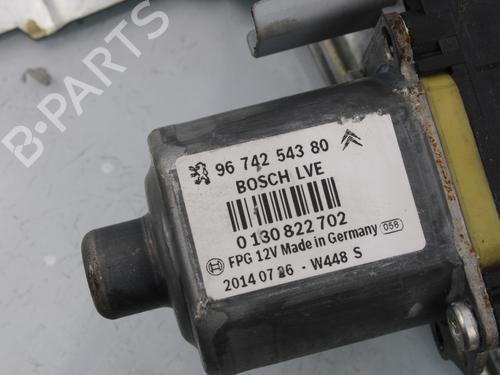 B-PARTS
96 742 543 80
BOSCH LVE
0 130 822 702
FPG 12V Made in Germany 058
2014 07 26 - W448 S